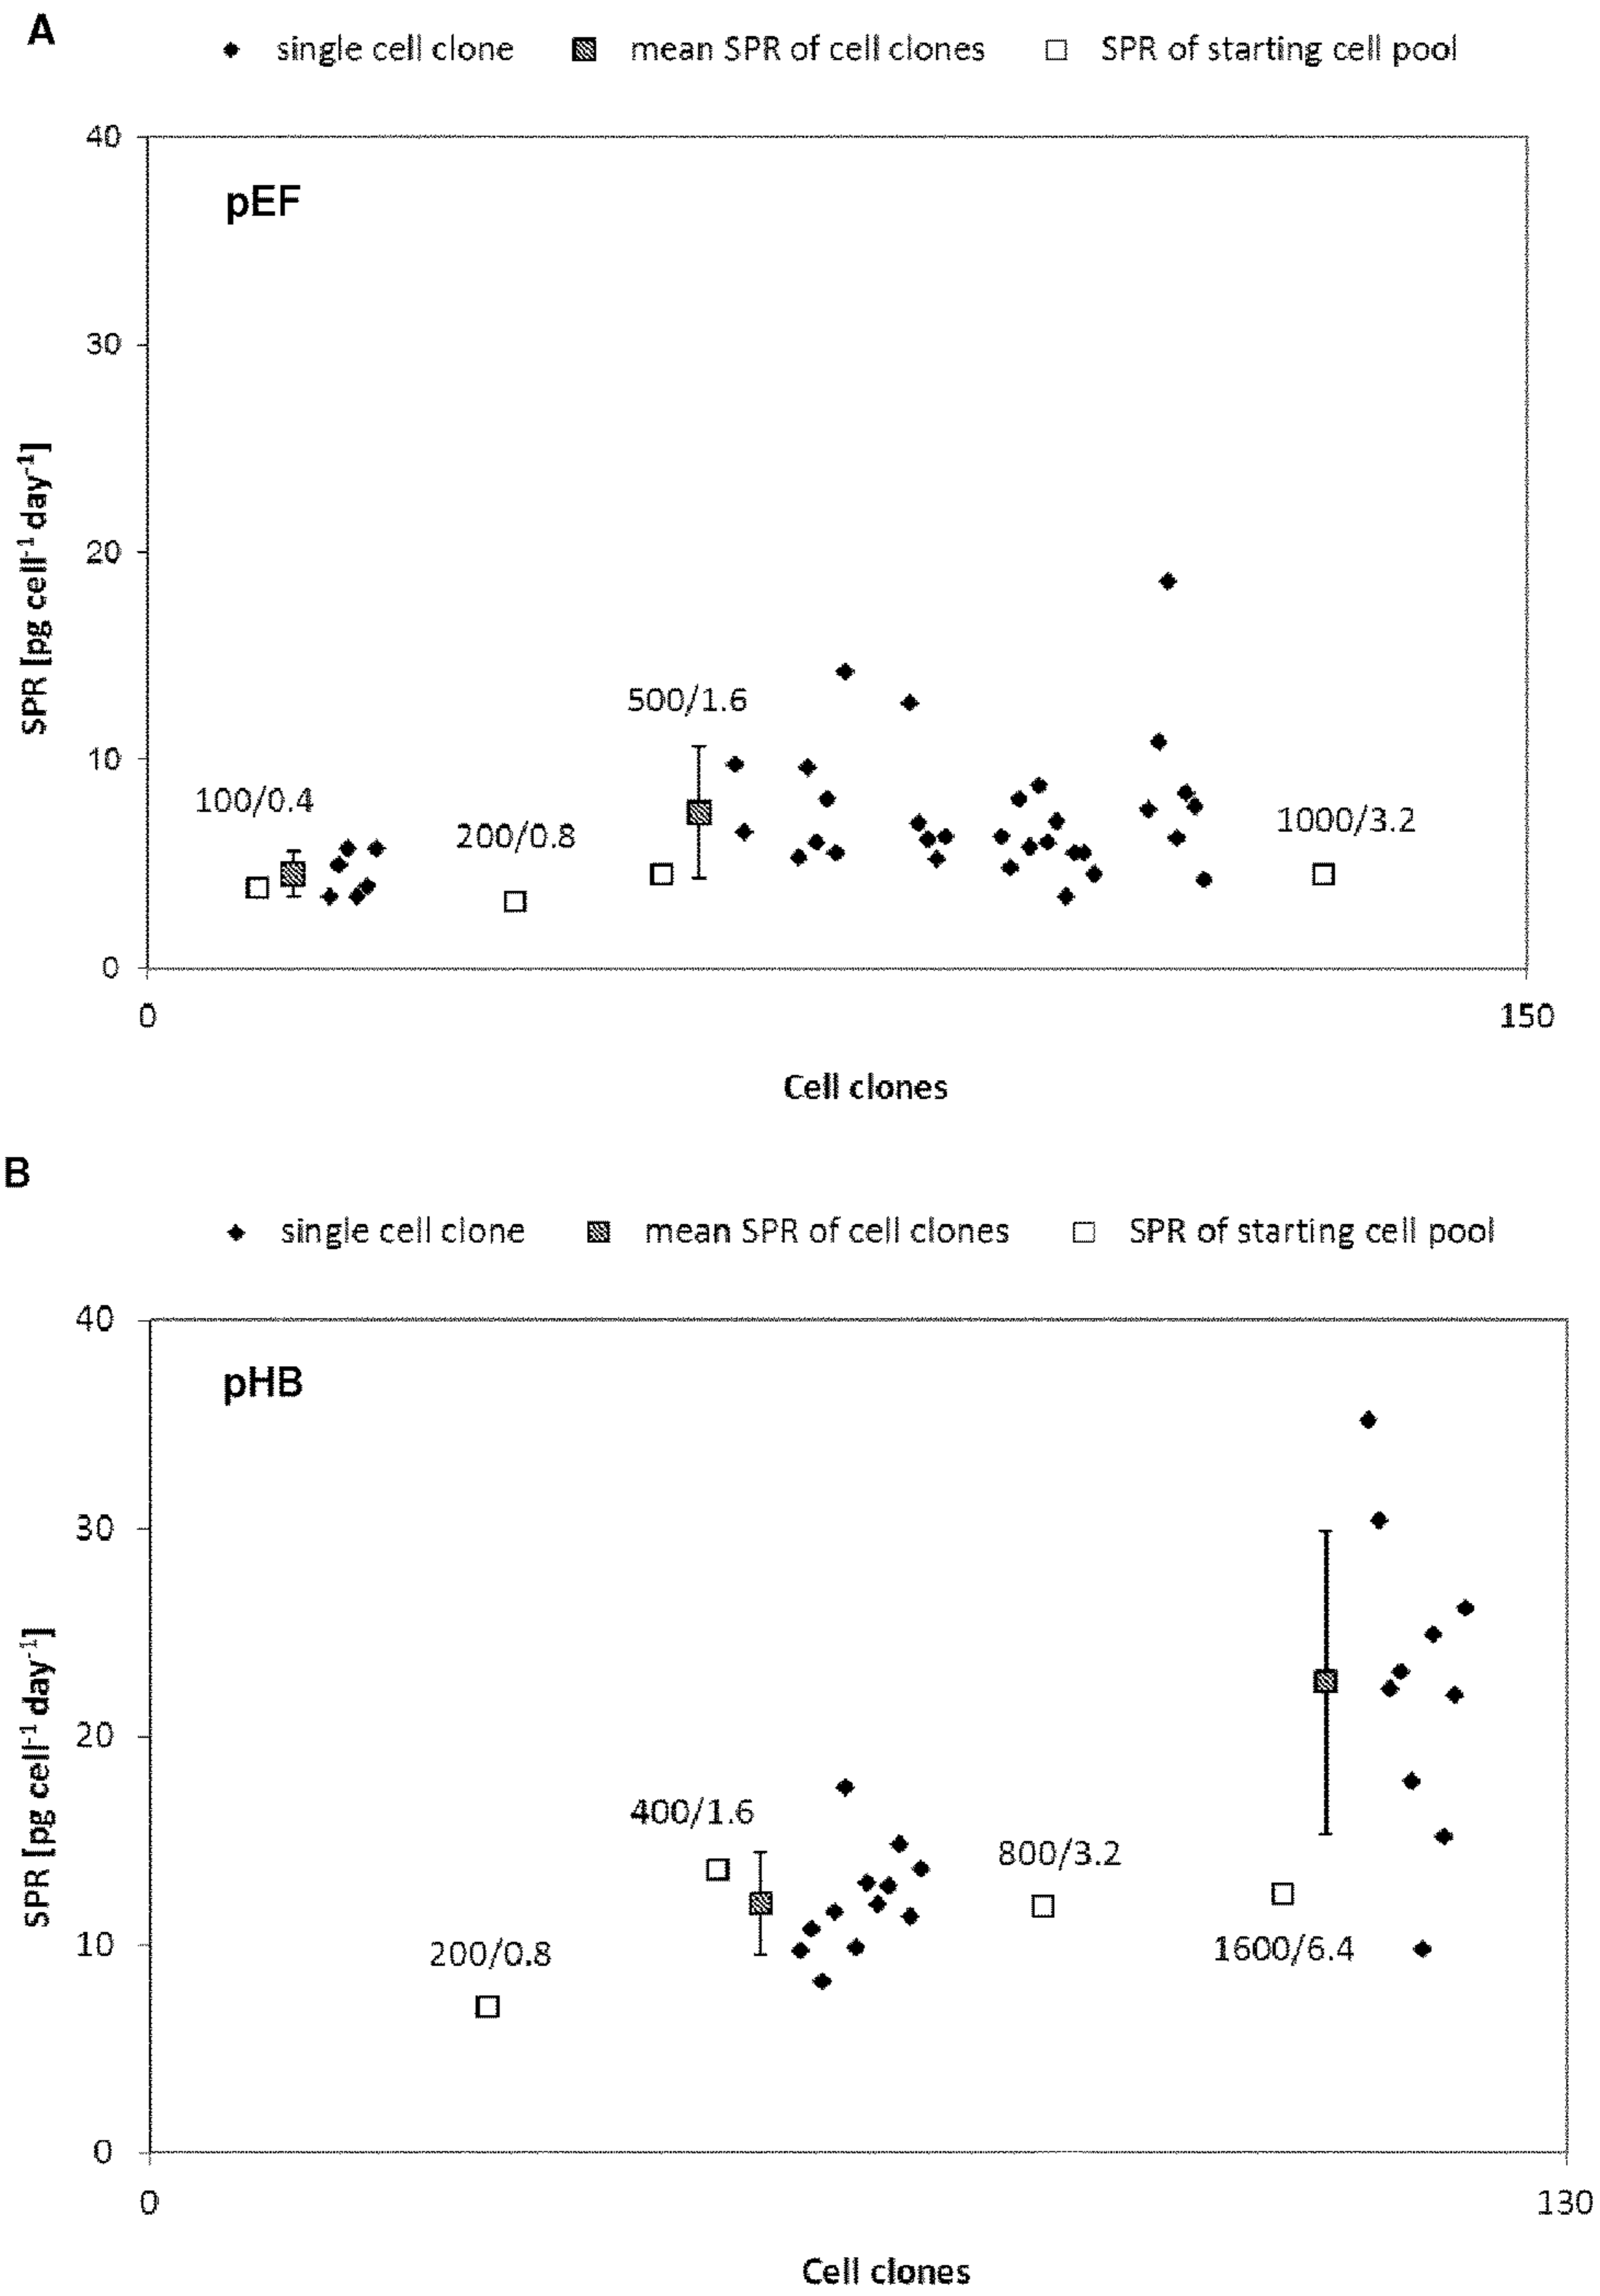 A
single cell clone mean SPR of cell clones SPR of starting cell pool
40
pEF
30
20
500/1.6
10
100/0.4
200/0.8
1000/3.2
0
SPR [pg cell⁻¹ day⁻¹]
0 150
Cell clones
B
single cell clone mean SPR of cell clones SPR of starting cell pool
40
pHB
30
20
400/1.6
800/3.2
10
200/0.8
1600/6.4
0
SPR [pg cell⁻¹ day⁻¹]
0 130
Cell clones